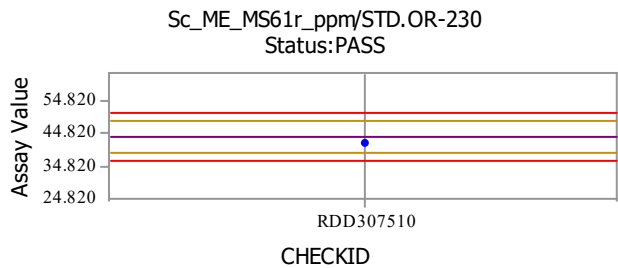 Sc_ME_MS61r_ppm/STD.OR-230
Status:PASS
Assay Value
54.820
44.820
34.820
24.820
RDD307510
CHECKID